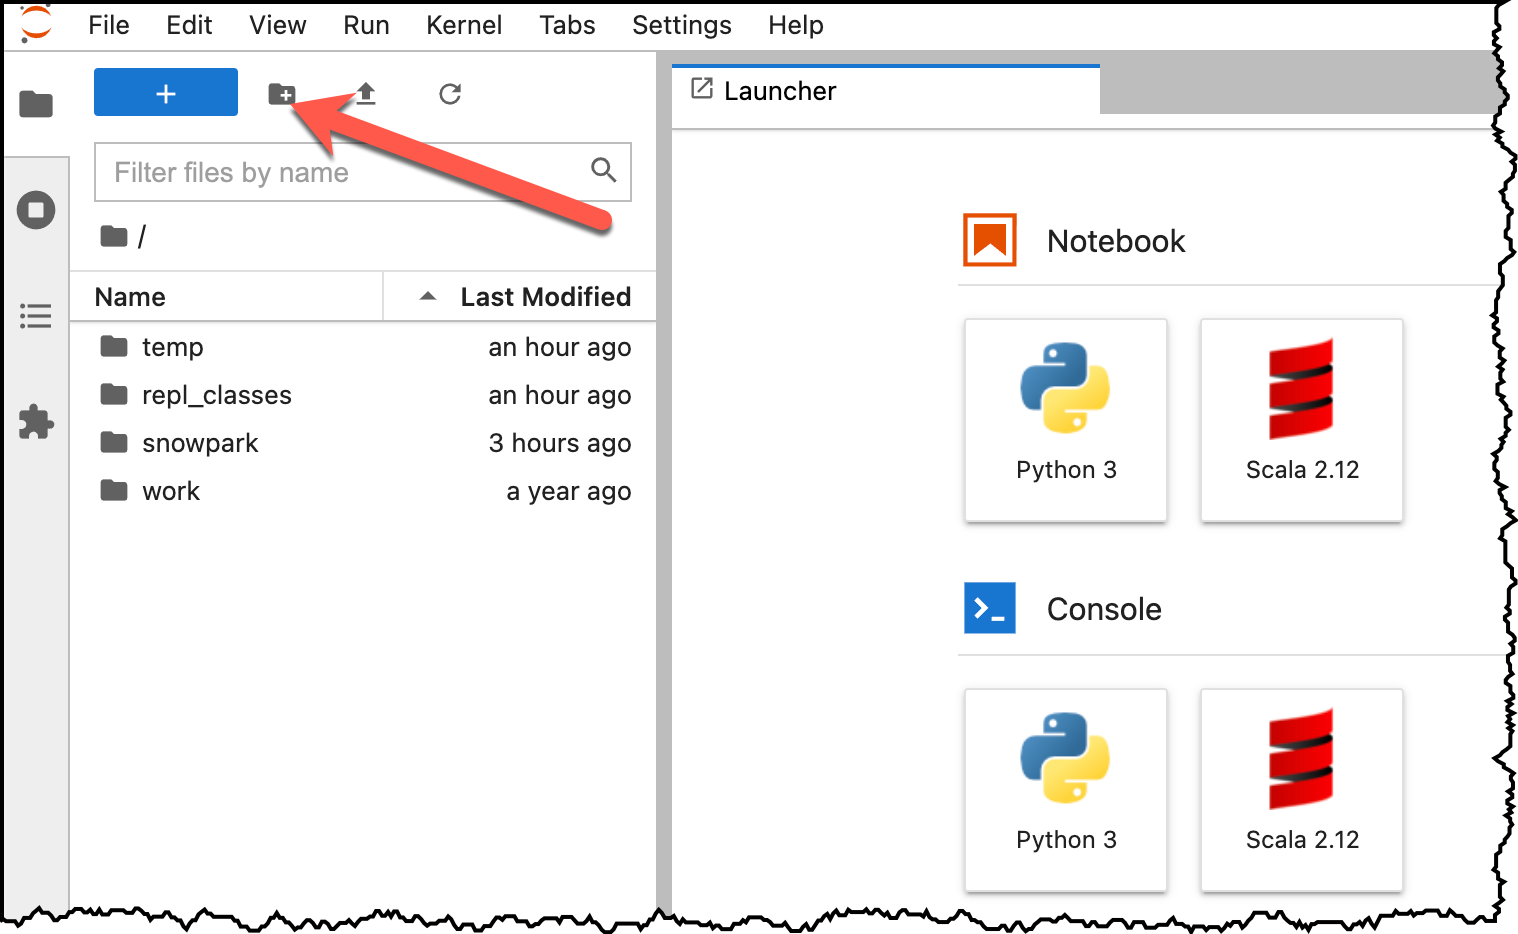 File Edit View Run Kernel Tabs Settings Help
+
Launcher
Filter files by name
/
Name Last Modified
temp an hour ago
repl_classes an hour ago
snowpark 3 hours ago
work a year ago
Notebook
Python 3 Scala 2.12
Console
Python 3 Scala 2.12